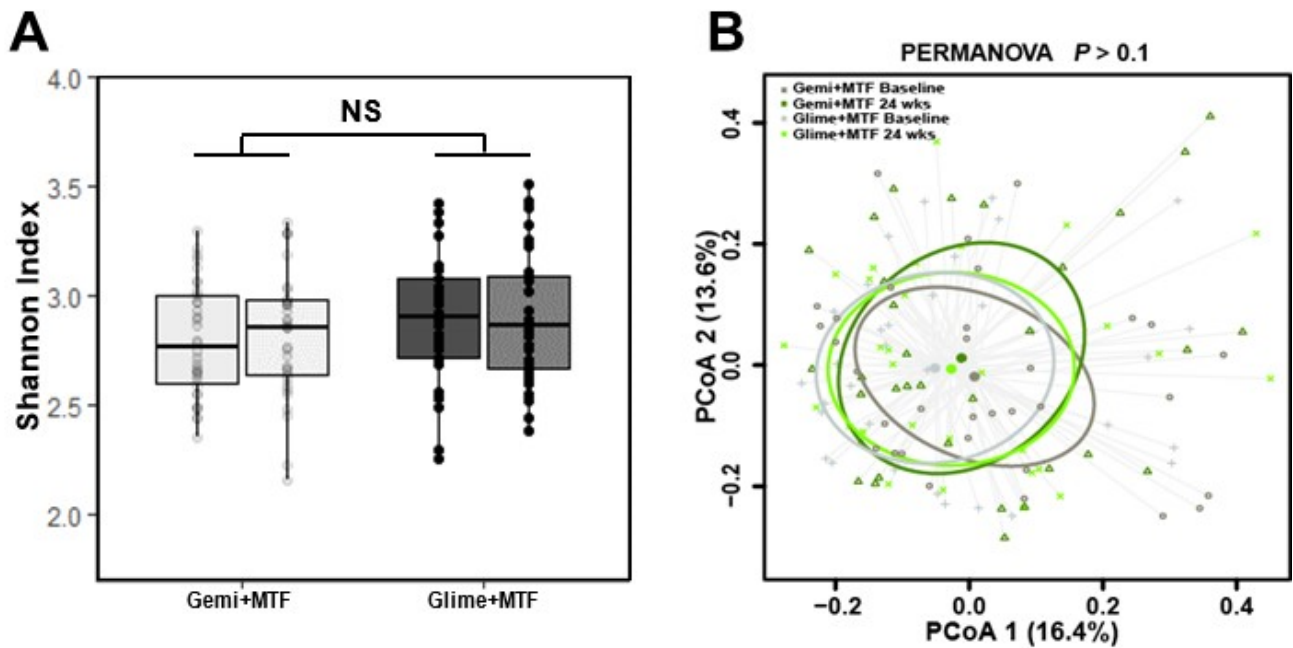 A
4.0
3.5
3.0
2.5
2.0
Shannon Index
NS
Gemi+MTF Glime+MTF
B
PERMANOVA P > 0.1
Gemi+MTF Baseline
Gemi+MTF 24 wks
Glime+MTF Baseline
Glime+MTF 24 wks
0.4
0.2
0.0
−0.2
PCoA 2 (13.6%)
−0.2 0.0 0.2 0.4
PCoA 1 (16.4%)